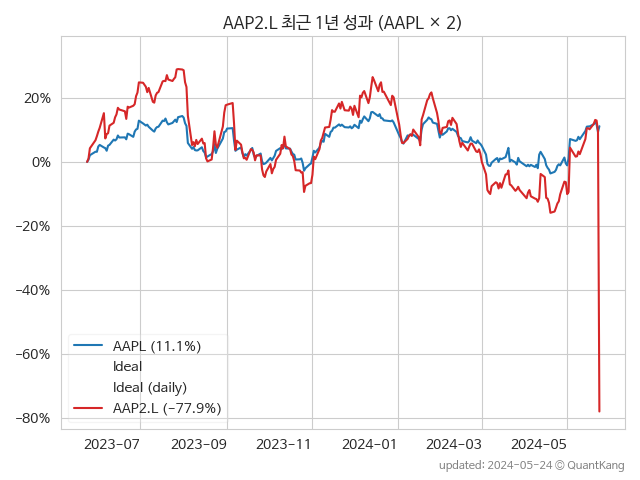 AAP2.L 최근 1년 성과 (AAPL × 2)
20%
0%
−20%
−40%
−60%
−80%
AAPL (11.1%)
Ideal
Ideal (daily)
AAP2.L (−77.9%)
2023−07
2023−09
2023−11
2024−01
2024−03
2024−05
updated: 2024−05−24 © QuantKang